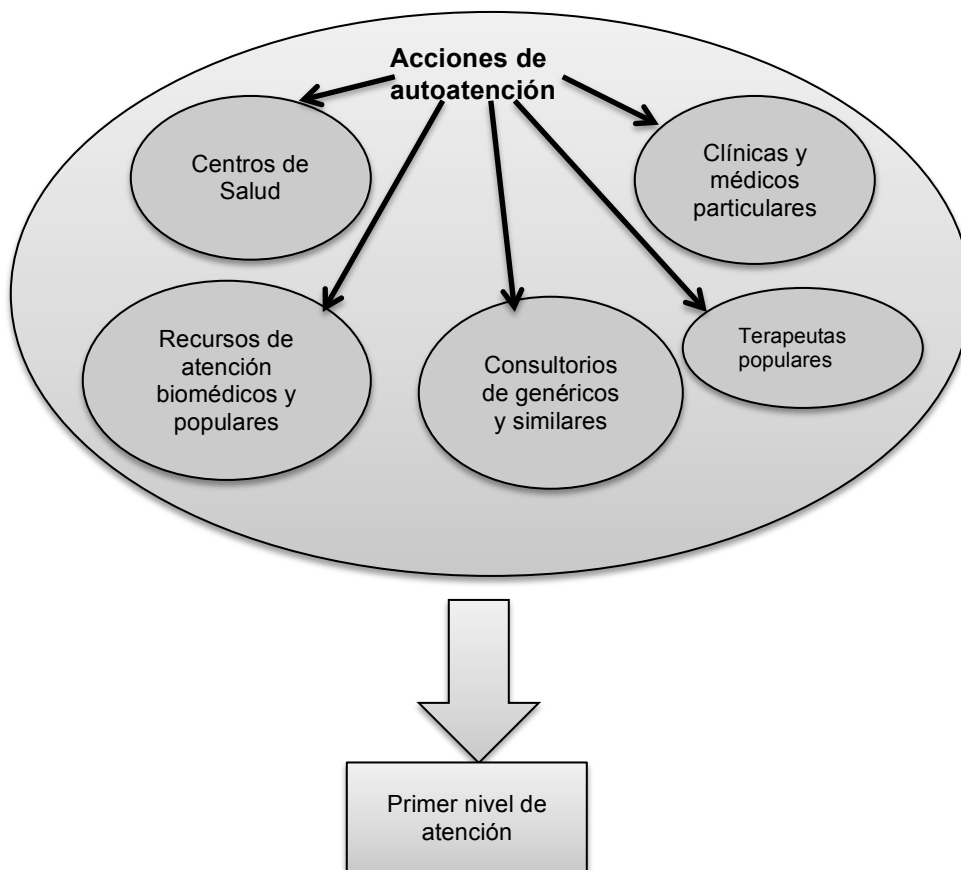 Acciones de
autoatención
Centros de
Salud
Clínicas y
médicos
particulares
Recursos de
atención
biomédicos y
populares
Consultorios
de genéricos
y similares
Terapeutas
populares
Primer nivel de
atención